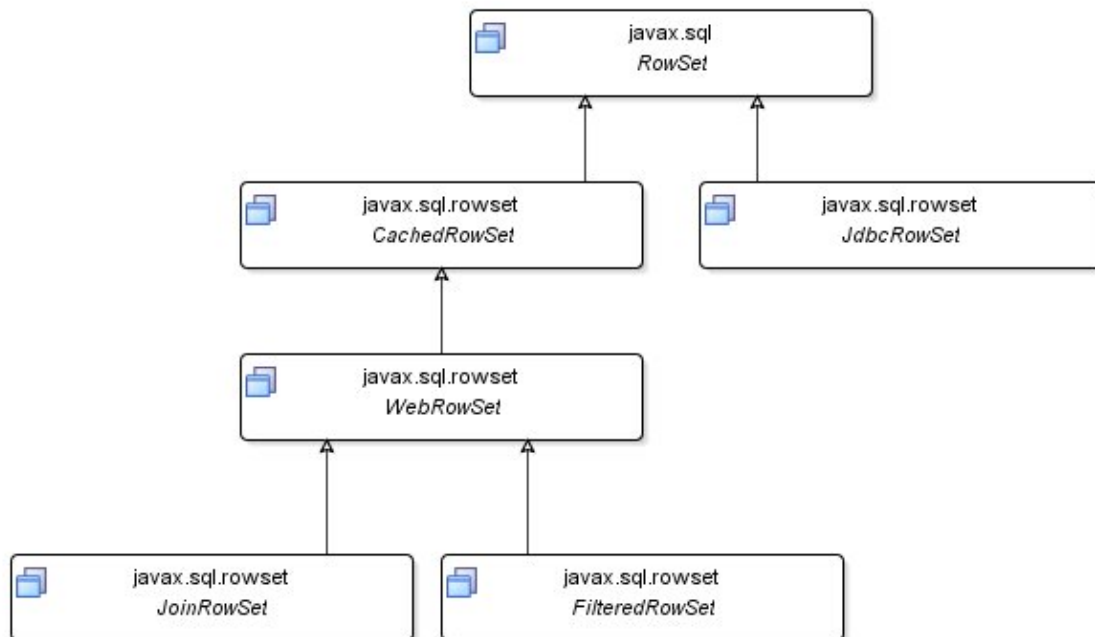 javax.sql
RowSet
javax.sql.rowset
CachedRowSet
javax.sql.rowset
JdbcRowSet
javax.sql.rowset
WebRowSet
javax.sql.rowset
JoinRowSet
javax.sql.rowset
FilteredRowSet